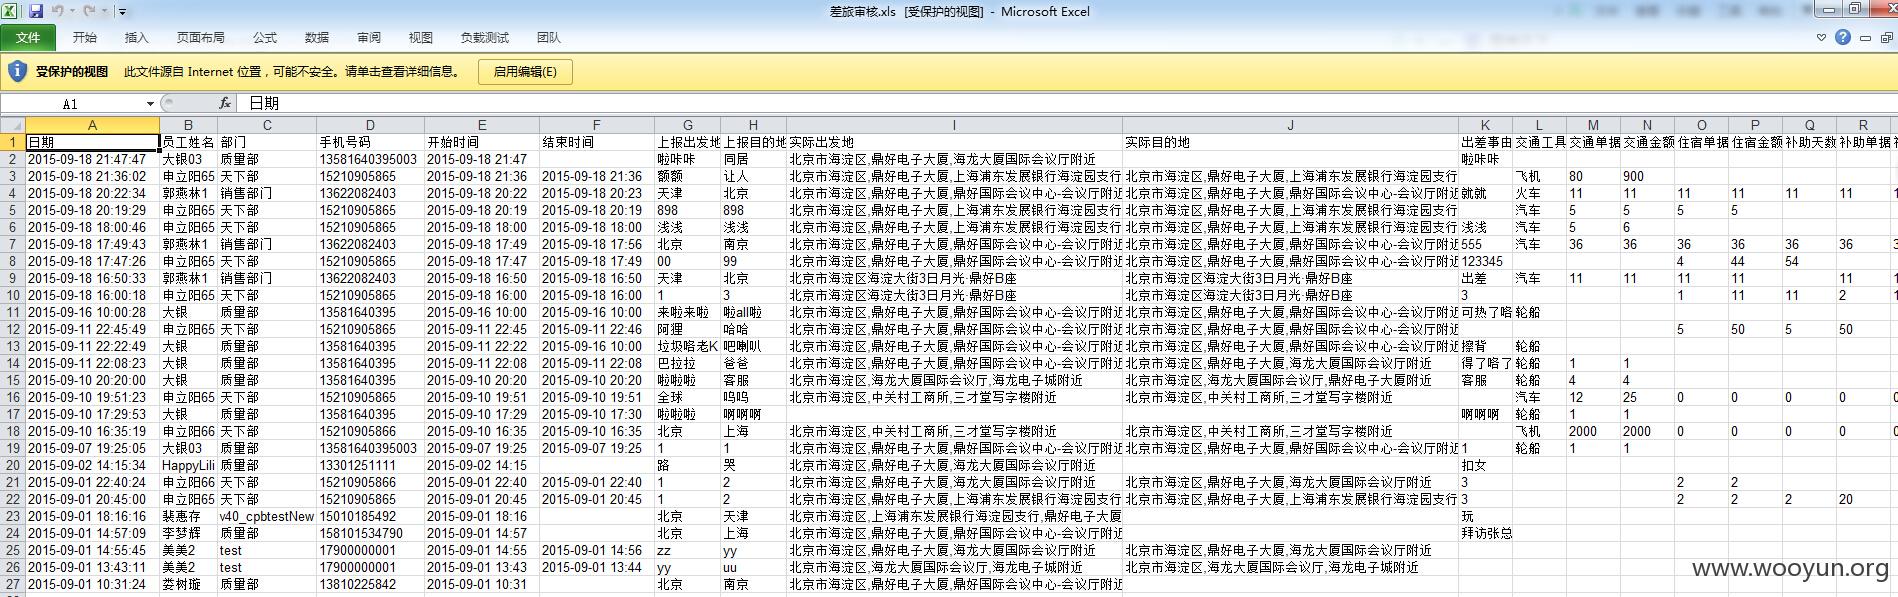 差旅审核.xls [受保护的视图] - Microsoft Excel
文件 开始 插入 页面布局 公式 数据 审阅 视图 负载测试 团队
受保护的视图 此文件源自 Internet 位置，可能不安全。请单击查看详细信息。 启用编辑(E)
A1 fx 日期
A B C D E F G H I J K L M N O P Q R
1 日期 员工姓名 部门 手机号码 开始时间 结束时间 上报出发地 上报目的地 实际出发地 实际目的地 出差事由 交通工具 交通单据 交通金额 住宿单据 住宿金额 补助天数 补助单据
2 2015-09-18 21:47:47 大银03 质量部 13581640395003 2015-09-18 21:47 啦咔咔 同居 北京市海淀区,鼎好电子大厦,海龙大厦国际会议厅附近 啦咔咔
3 2015-09-18 21:36:02 申立阳65 天下部 15210905865 2015-09-18 21:36 2015-09-18 21:36 额额 让人 北京市海淀区,鼎好电子大厦,上海浦东发展银行海淀园支行 北京市海淀区,鼎好电子大厦,上海浦东发展银行海淀园支行 飞机 80 900
4 2015-09-18 20:22:34 郭燕林1 销售部门 13622082403 2015-09-18 20:22 2015-09-18 20:23 天津 北京 北京市海淀区,鼎好电子大厦,鼎好国际会议中心-会议厅附近 北京市海淀区,鼎好电子大厦,鼎好国际会议中心-会议厅附近 就就 火车 11 11 11 11 11 11
5 2015-09-18 20:19:29 申立阳65 天下部 15210905865 2015-09-18 20:19 2015-09-18 20:19 898 898 北京市海淀区,鼎好电子大厦,上海浦东发展银行海淀园支行 北京市海淀区,鼎好电子大厦,上海浦东发展银行海淀园支行 汽车 5 5 5 5
6 2015-09-18 18:00:46 申立阳65 天下部 15210905865 2015-09-18 18:00 2015-09-18 18:00 浅浅 浅浅 北京市海淀区,鼎好电子大厦,上海浦东发展银行海淀园支行 北京市海淀区,鼎好电子大厦,上海浦东发展银行海淀园支行 浅浅 汽车 5 6
7 2015-09-18 17:49:43 郭燕林1 销售部门 13622082403 2015-09-18 17:49 2015-09-18 17:56 北京 南京 北京市海淀区,鼎好电子大厦,鼎好国际会议中心-会议厅附近 北京市海淀区,鼎好电子大厦,鼎好国际会议中心-会议厅附近 555 汽车 36 36 36 36 36 36
8 2015-09-18 17:47:26 申立阳65 天下部 15210905865 2015-09-18 17:47 2015-09-18 17:49 00 99 北京市海淀区,鼎好电子大厦,鼎好国际会议中心-会议厅附近 北京市海淀区,鼎好电子大厦,鼎好国际会议中心-会议厅附近 123345 4 44 54
9 2015-09-18 16:50:33 郭燕林1 销售部门 13622082403 2015-09-18 16:50 2015-09-18 16:50 天津 北京 北京市海淀区海淀大街3日月光·鼎好B座 北京市海淀区海淀大街3日月光·鼎好B座 出差 汽车 11 11 11 11 11 11
10 2015-09-18 16:00:18 申立阳65 天下部 15210905865 2015-09-18 16:00 2015-09-18 16:00 1 3 北京市海淀区海淀大街3日月光·鼎好B座 北京市海淀区海淀大街3日月光·鼎好B座 3 1 11 11 2
11 2015-09-16 10:00:28 大银 质量部 13581640395 2015-09-16 10:00 2015-09-16 10:00 来啦来啦 啦all啦 北京市海淀区,鼎好电子大厦,鼎好国际会议中心-会议厅附近 北京市海淀区,鼎好电子大厦,鼎好国际会议中心-会议厅附近 可热了咯 轮船
12 2015-09-11 22:45:49 申立阳65 天下部 15210905865 2015-09-11 22:45 2015-09-11 22:46 阿狸 哈哈 北京市海淀区,鼎好电子大厦,鼎好国际会议中心-会议厅附近 北京市海淀区,鼎好电子大厦,鼎好国际会议中心-会议厅附近 5 50 5 50
13 2015-09-11 22:22:49 大银 质量部 13581640395 2015-09-11 22:22 2015-09-16 10:00 垃圾咯老K 吧喇叭 北京市海淀区,鼎好电子大厦,鼎好国际会议中心-会议厅附近 北京市海淀区,鼎好电子大厦,鼎好国际会议中心-会议厅附近 擦背 轮船
14 2015-09-11 22:08:23 大银 质量部 13581640395 2015-09-11 22:08 2015-09-11 22:08 巴拉拉 爸爸 北京市海淀区,鼎好电子大厦,海龙大厦国际会议厅附近 北京市海淀区,鼎好电子大厦,海龙大厦国际会议厅附近 得了咯了 轮船 1 1
15 2015-09-10 20:20:00 大银 质量部 13581640395 2015-09-10 20:20 2015-09-10 20:20 啦啦啦 客服 北京市海淀区,海龙大厦国际会议厅,海龙电子城附近 北京市海淀区,海龙大厦国际会议厅,鼎好电子大厦附近 客服 轮船 4 4
16 2015-09-10 19:51:23 申立阳65 天下部 15210905865 2015-09-10 19:51 2015-09-10 19:51 全球 呜呜 北京市海淀区,中关村工商所,三才堂写字楼附近 北京市海淀区,中关村工商所,三才堂写字楼附近 汽车 12 25 0 0 0 0
17 2015-09-10 17:29:53 大银 质量部 13581640395 2015-09-10 17:29 2015-09-10 17:30 啦啦啦 啊啊啊 啊啊啊 轮船 1 1
18 2015-09-10 16:35:19 申立阳66 天下部 15210905866 2015-09-10 16:35 2015-09-10 16:35 北京 上海 北京市海淀区,中关村工商所,三才堂写字楼附近 北京市海淀区,中关村工商所,三才堂写字楼附近 飞机 2000 2000 0 0 0 0
19 2015-09-07 19:25:05 大银03 质量部 13581640395003 2015-09-07 19:25 2015-09-07 19:25 1 1 北京市海淀区,鼎好电子大厦,海龙大厦国际会议厅附近 北京市海淀区,鼎好电子大厦,海龙大厦国际会议厅附近 1 轮船 1 1
20 2015-09-02 14:15:34 HappyLili 质量部 13301251111 2015-09-02 14:15 路 哭 北京市海淀区,鼎好电子大厦,海龙大厦国际会议厅附近 扣女
21 2015-09-01 22:40:24 申立阳66 天下部 15210905866 2015-09-01 22:40 2015-09-01 22:40 1 2 北京市海淀区,鼎好电子大厦,海龙大厦国际会议厅附近 北京市海淀区,鼎好电子大厦,海龙大厦国际会议厅附近 3 2 2
22 2015-09-01 20:45:00 申立阳65 天下部 15210905865 2015-09-01 20:45 2015-09-01 20:45 1 2 北京市海淀区,鼎好电子大厦,上海浦东发展银行海淀园支行 北京市海淀区,鼎好电子大厦,上海浦东发展银行海淀园支行 3 2 2 2 20
23 2015-09-01 18:16:16 裴惠存 v40_cpbtestNew 15010185492 2015-09-01 18:16 北京 天津 北京市海淀区,上海浦东发展银行海淀园支行,鼎好电子大厦 玩
24 2015-09-01 14:57:09 李梦辉 质量部 158101534790 2015-09-01 14:57 北京 上海 北京市海淀区,鼎好电子大厦,鼎好国际会议中心-会议厅附近 拜访张总
25 2015-09-01 14:55:45 美美2 test 17900000001 2015-09-01 14:55 2015-09-01 14:56 zz yy 北京市海淀区,鼎好电子大厦,海龙大厦国际会议厅附近 北京市海淀区,鼎好电子大厦,海龙大厦国际会议厅附近
26 2015-09-01 13:43:11 美美2 test 17900000001 2015-09-01 13:43 2015-09-01 13:44 yy uu 北京市海淀区,海龙大厦国际会议厅,海龙电子城附近 北京市海淀区,海龙大厦国际会议厅,海龙电子城附近
27 2015-09-01 10:31:24 娄树璇 质量部 13810225842 2015-09-01 10:31 北京 南京 北京市海淀区,鼎好电子大厦,鼎好国际会议中心-会议厅附近
www.wooyun.org